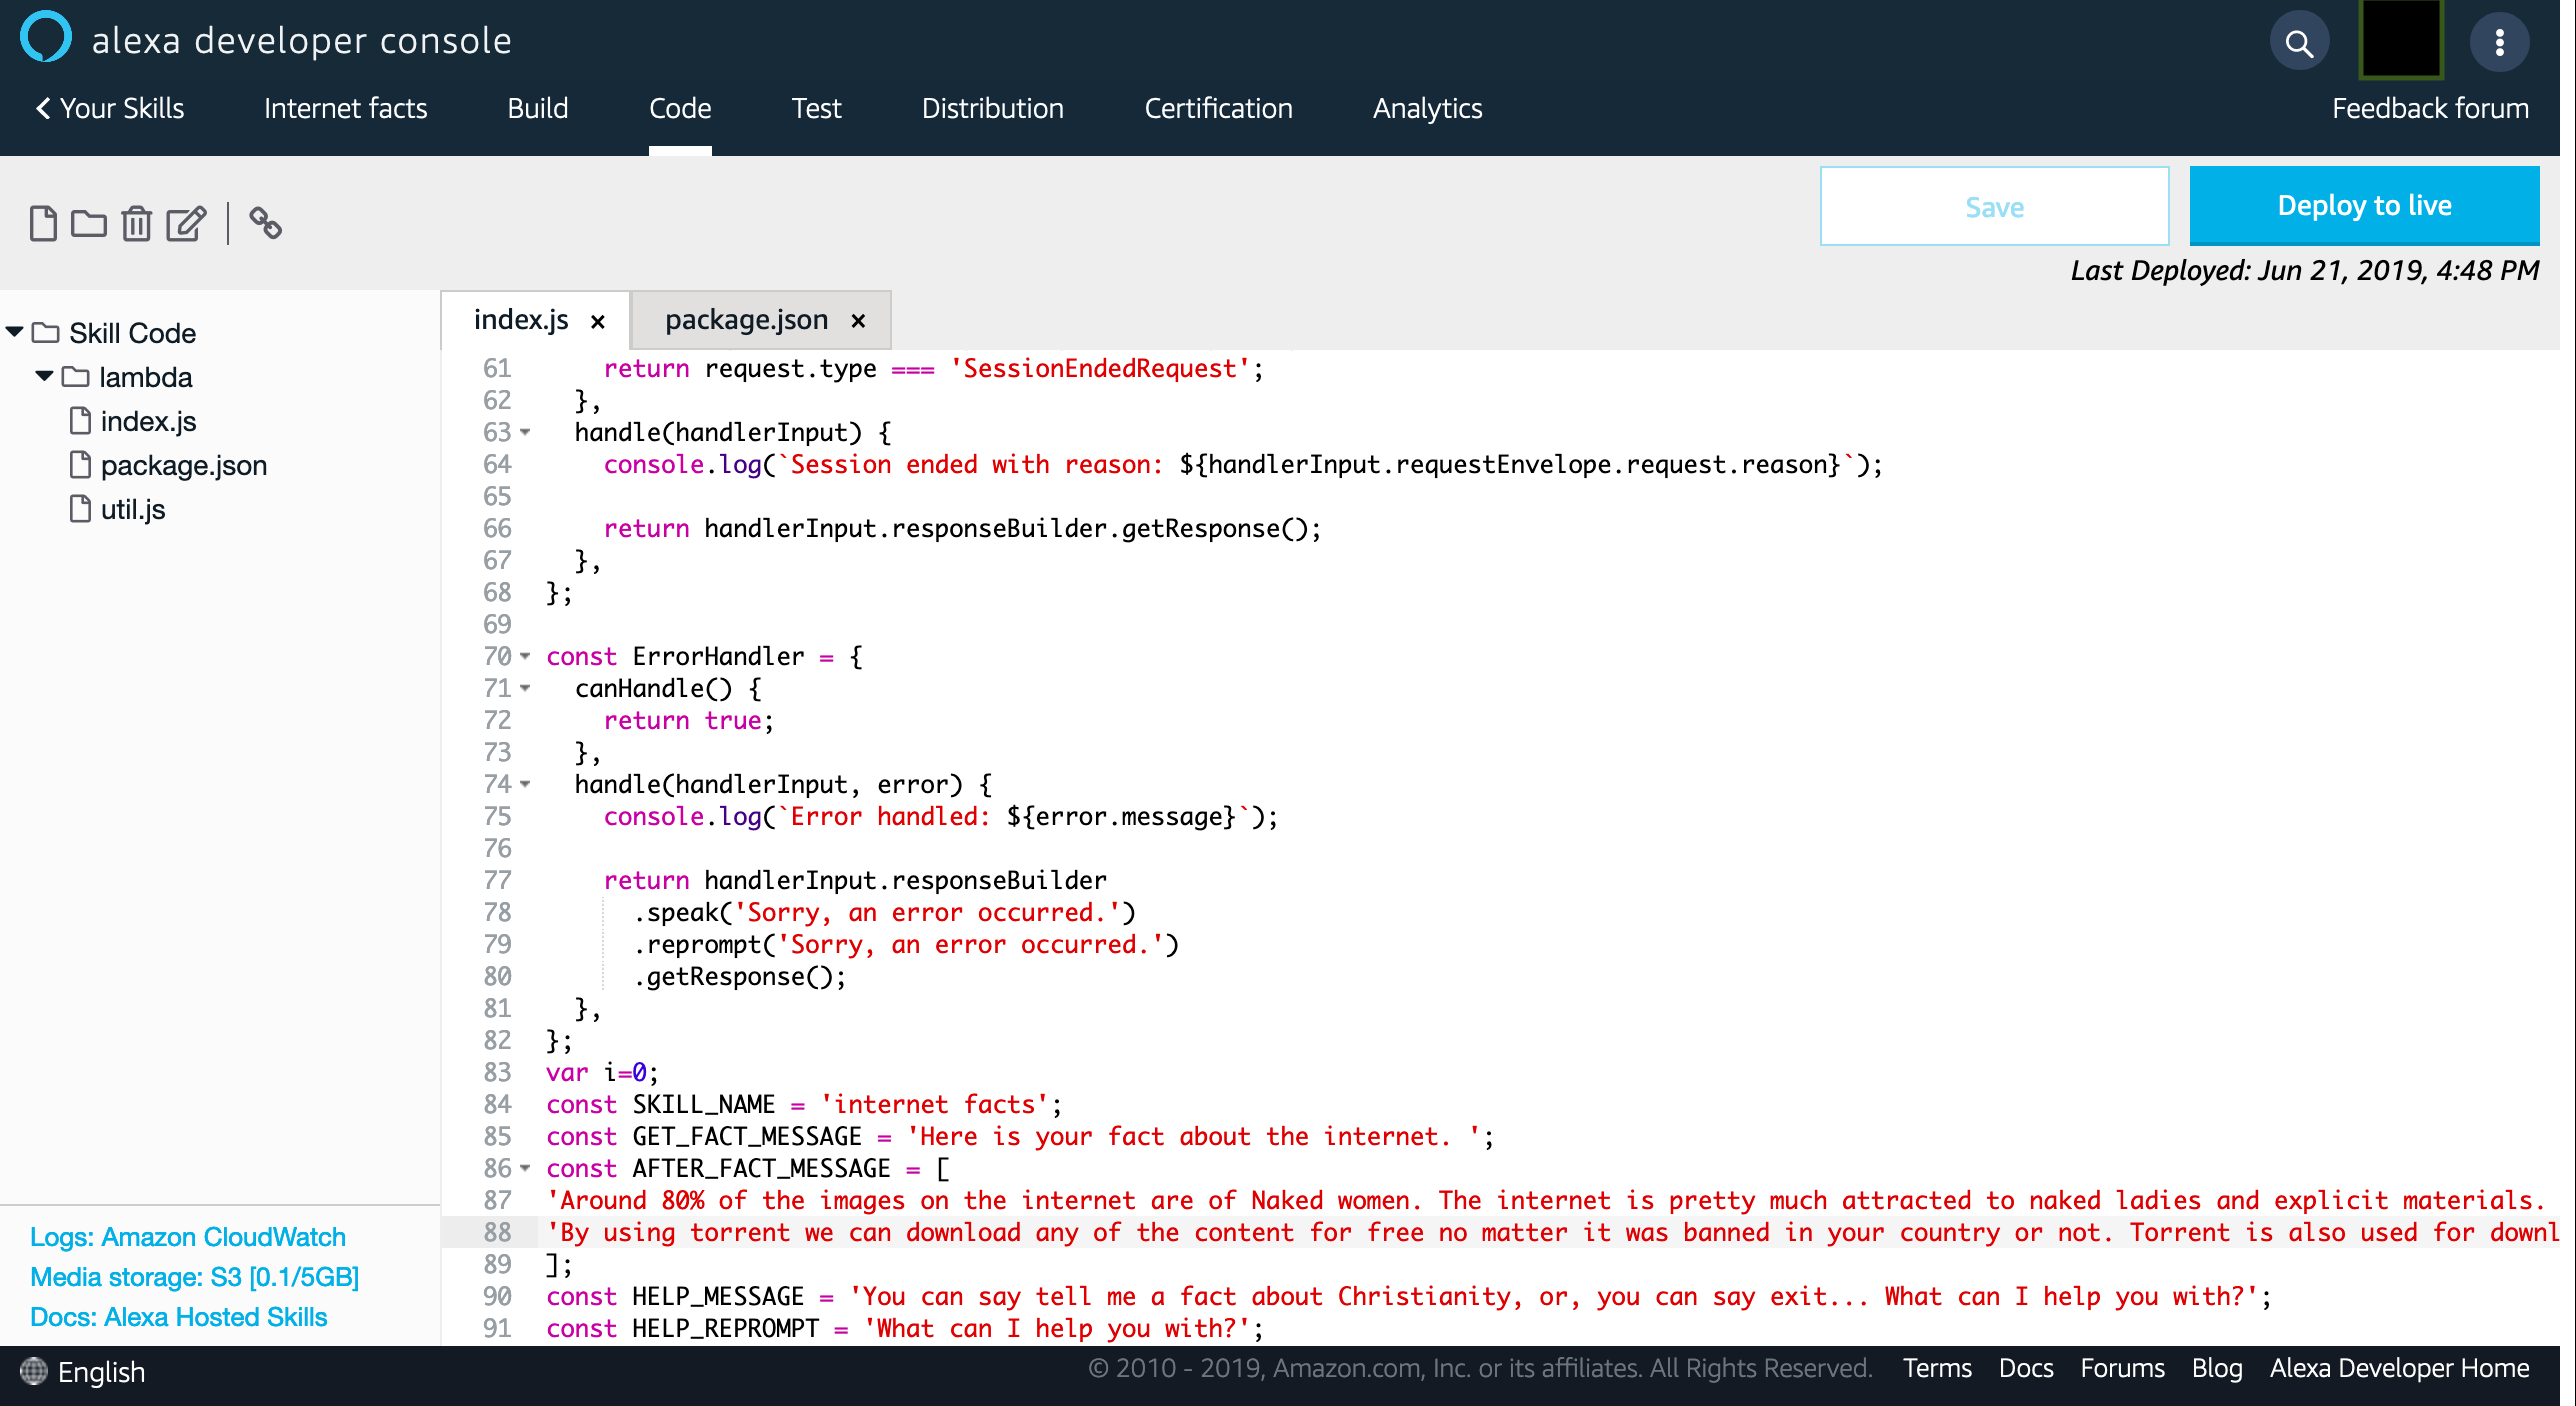 alexa developer console
Your Skills Internet facts Build Code Test Distribution Certification Analytics Feedback forum
Save Deploy to live
Last Deployed: Jun 21, 2019, 4:48 PM
Skill Code
lambda
index.js
package.json
util.js
Logs: Amazon CloudWatch
Media storage: S3 [0.1/5GB]
Docs: Alexa Hosted Skills
index.js × package.json ×
61 return request.type === 'SessionEndedRequest';
62 },
63 handle(handlerInput) {
64 console.log(`Session ended with reason: ${handlerInput.requestEnvelope.request.reason}`);
65
66 return handlerInput.responseBuilder.getResponse();
67 },
68 };
69
70 const ErrorHandler = {
71 canHandle() {
72 return true;
73 },
74 handle(handlerInput, error) {
75 console.log(`Error handled: ${error.message}`);
76
77 return handlerInput.responseBuilder
78 .speak('Sorry, an error occurred.')
79 .reprompt('Sorry, an error occurred.')
80 .getResponse();
81 },
82 };
83 var i=0;
84 const SKILL_NAME = 'internet facts';
85 const GET_FACT_MESSAGE = 'Here is your fact about the internet. ';
86 const AFTER_FACT_MESSAGE = [
87 'Around 80% of the images on the internet are of Naked women. The internet is pretty much attracted to naked ladies and explicit materials.
88 'By using torrent we can download any of the content for free no matter it was banned in your country or not. Torrent is also used for downl
89 ];
90 const HELP_MESSAGE = 'You can say tell me a fact about Christianity, or, you can say exit... What can I help you with?';
91 const HELP_REPROMPT = 'What can I help you with?';
English © 2010 - 2019, Amazon.com, Inc. or its affiliates. All Rights Reserved. Terms Docs Forums Blog Alexa Developer Home